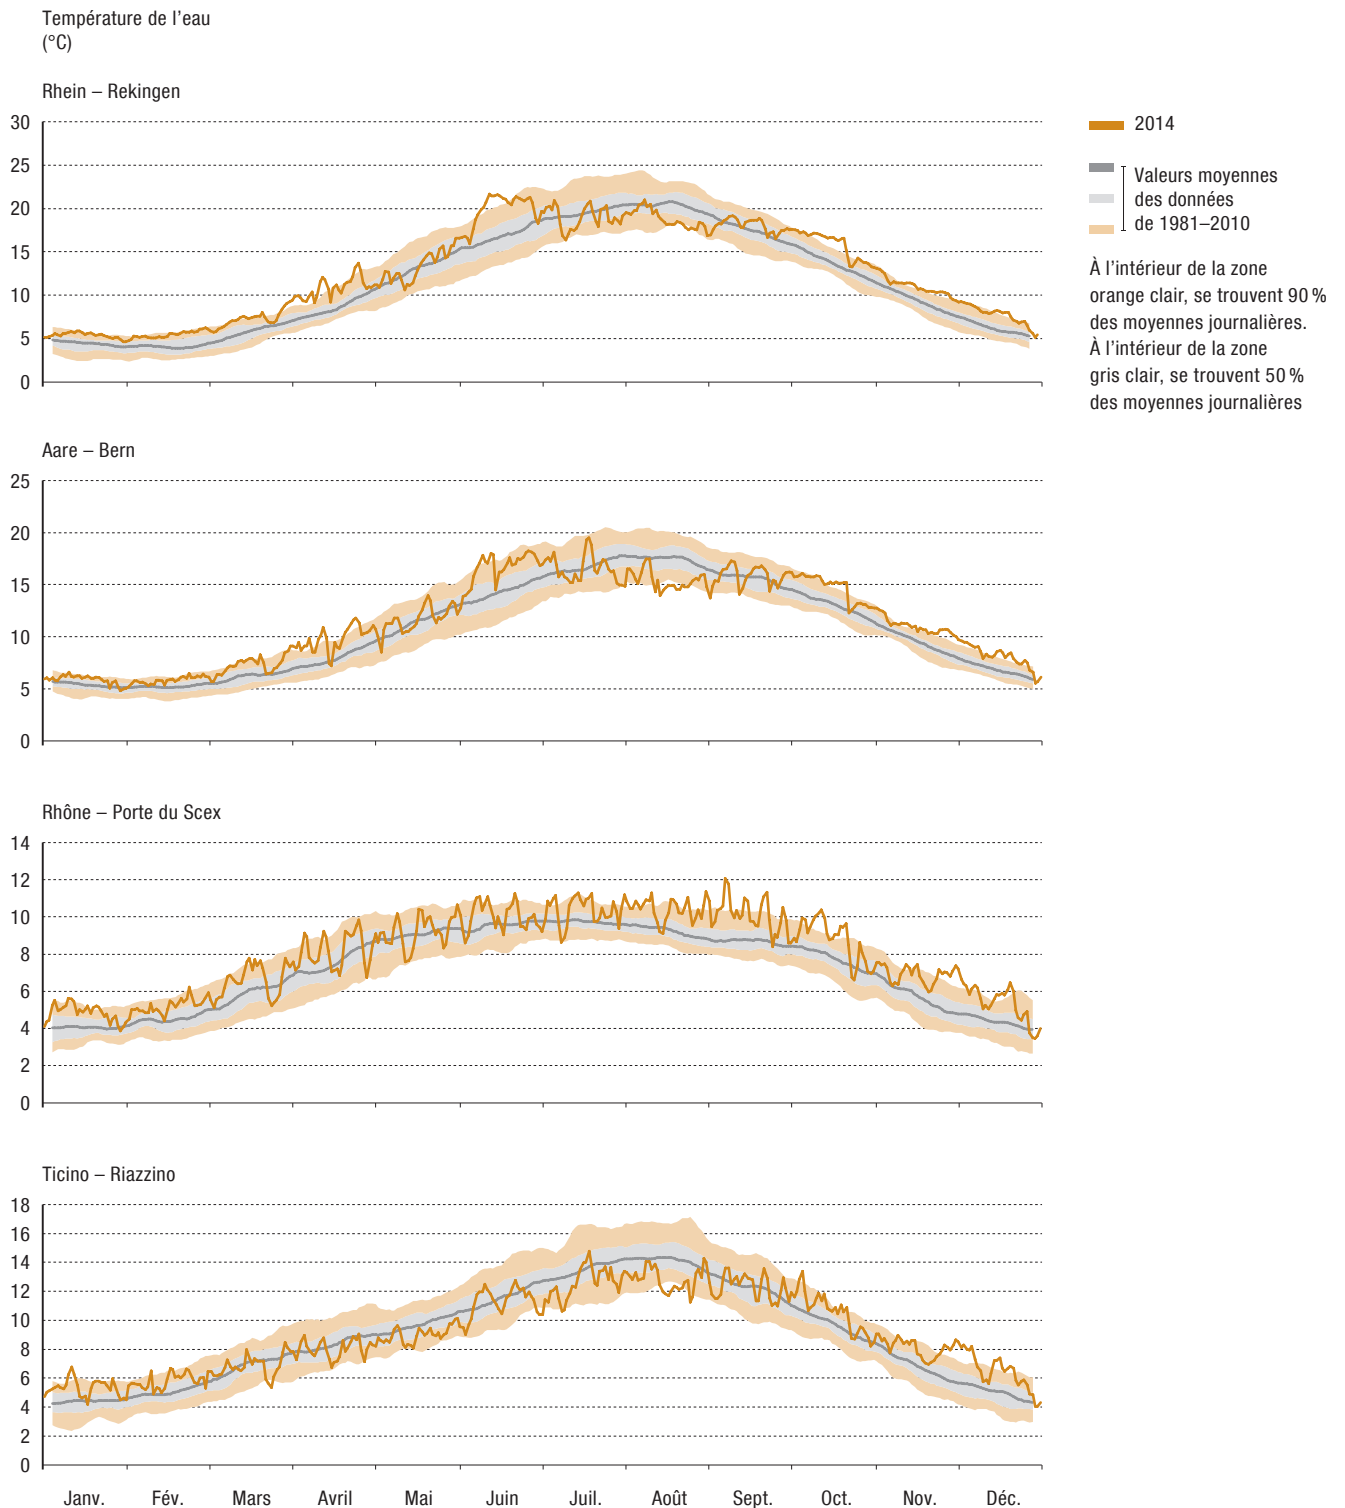 Température de l'eau
(°C)
Rhein – Rekingen
30
25
20
15
10
5
0
2014
Valeurs moyennes
des données
de 1981–2010
À l'intérieur de la zone
orange clair, se trouvent 90 %
des moyennes journalières.
À l'intérieur de la zone
gris clair, se trouvent 50 %
des moyennes journalières
Aare – Bern
25
20
15
10
5
0
Rhône – Porte du Scex
14
12
10
8
6
4
2
0
Ticino – Riazzino
18
16
14
12
10
8
6
4
2
0
Janv. Fév. Mars Avril Mai Juin Juil. Août Sept. Oct. Nov. Déc.